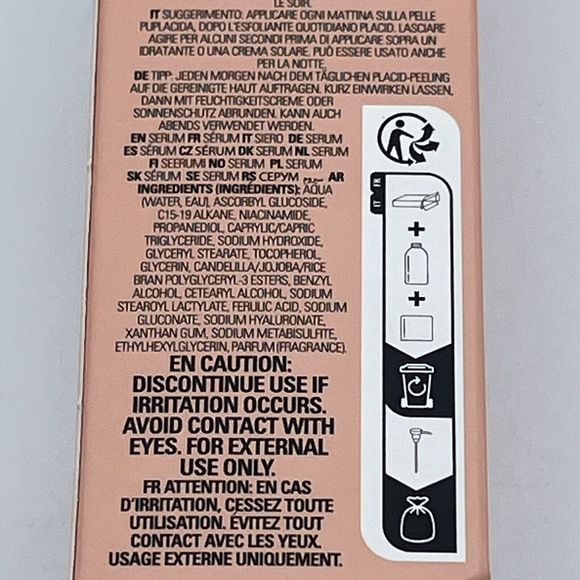 LE SOIR.
IT SUGGERIMENTO: APPLICARE OGNI MATTINA SULLA PELLE
PUPLACIDA, DOPO L'ESFOLIANTE QUOTIDIANO PLACID. LASCIARE
AGIRE PER ALCUNI SECONDI PRIMA DI APPLICARE SOPRA UN
IDRATANTE O UNA CREMA SOLARE. PUÒ ESSERE USATO ANCHE
PER LA NOTTE.
DE TIPP: JEDEN MORGEN NACH DEM TÄGLICHEN PLACID-PEELING
AUF DIE GEREINIGTE HAUT AUFTRAGEN. KURZ EINWIRKEN LASSEN,
DANN MIT FEUCHTIGKEITSCREME ODER
SONNENSCHUTZ ABRUNDEN. KANN AUCH
ABENDS VERWENDET WERDEN.
EN SERUM FR SÉRUM IT SIERO DE SERUM
ES SÉRUM CZ SÉRUM DK SERUM NL SERUM
FI SEERUMI NO SERUM PL SERUM
SK SÉRUM SE SERUM RS СЕРУМ سيروم AR
INGREDIENTS (INGRÉDIENTS): AQUA
(WATER, EAU), ASCORBYL GLUCOSIDE,
C15-19 ALKANE, NIACINAMIDE,
PROPANEDIOL, CAPRYLIC/CAPRIC
TRIGLYCERIDE, SODIUM HYDROXIDE,
GLYCERYL STEARATE, TOCOPHEROL,
GLYCERIN, CANDELILLA/JOJOBA/RICE
BRAN POLYGLYCERYL-3 ESTERS, BENZYL
ALCOHOL, CETEARYL ALCOHOL, SODIUM
STEAROYL LACTYLATE, FERULIC ACID, SODIUM
GLUCONATE, SODIUM HYALURONATE,
XANTHAN GUM, SODIUM METABISULFITE,
ETHYLHEXYLGLYCERIN, PARFUM (FRAGRANCE).
EN CAUTION:
DISCONTINUE USE IF
IRRITATION OCCURS.
AVOID CONTACT WITH
EYES. FOR EXTERNAL
USE ONLY.
FR ATTENTION: EN CAS
D'IRRITATION, CESSEZ TOUTE
UTILISATION. ÉVITEZ TOUT
CONTACT AVEC LES YEUX.
USAGE EXTERNE UNIQUEMENT.
IT FR
+
+